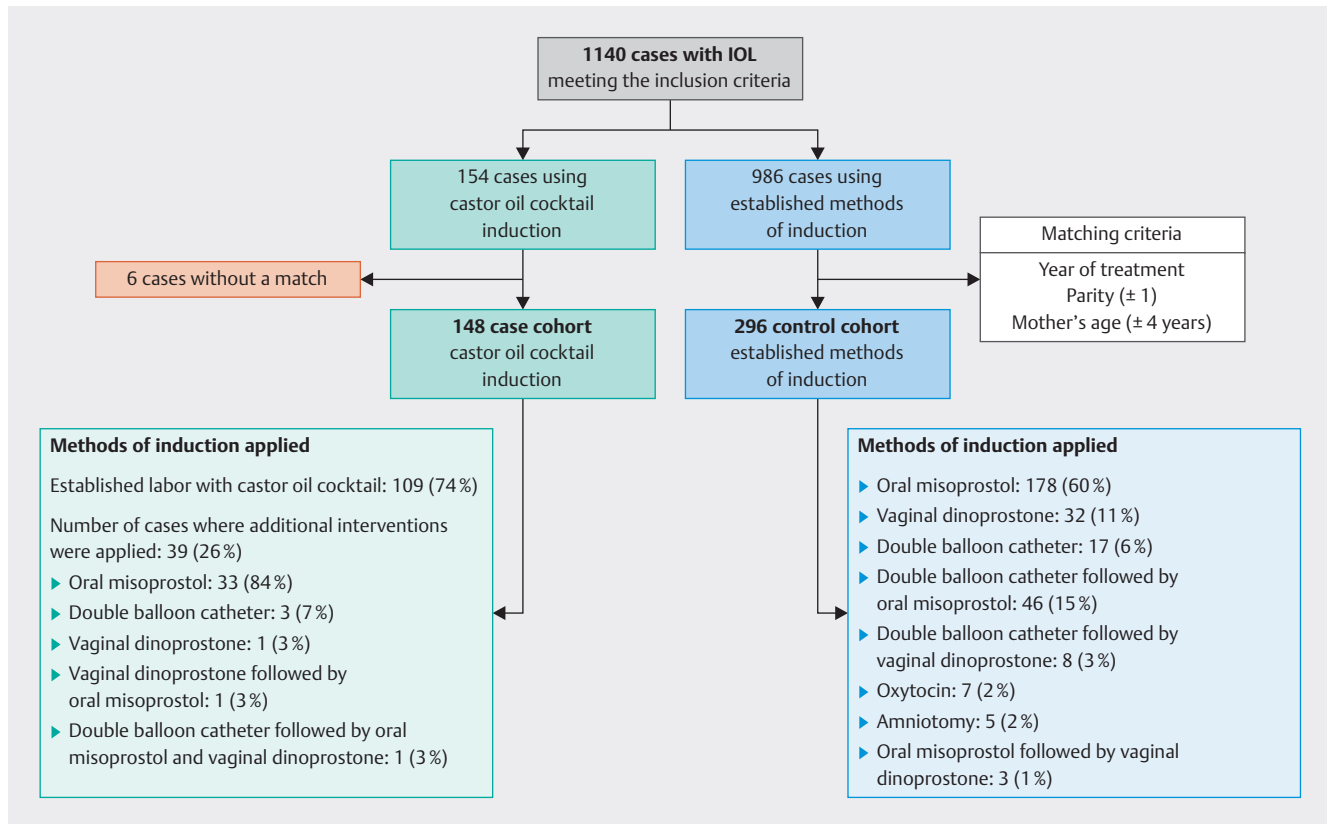 1140 cases with IOL
meeting the inclusion criteria
154 cases using
castor oil cocktail
induction
986 cases using
established methods
of induction
Matching criteria
Year of treatment
Parity (± 1)
Mother's age (± 4 years)
6 cases without a match
148 case cohort
castor oil cocktail
induction
296 control cohort
established methods
of induction
Methods of induction applied
Established labor with castor oil cocktail: 109 (74 %)
Number of cases where additional interventions
were applied: 39 (26 %)
▶ Oral misoprostol: 33 (84 %)
▶ Double balloon catheter: 3 (7 %)
▶ Vaginal dinoprostone: 1 (3 %)
▶ Vaginal dinoprostone followed by
oral misoprostol: 1 (3 %)
▶ Double balloon catheter followed by oral
misoprostol and vaginal dinoprostone: 1 (3 %)
Methods of induction applied
▶ Oral misoprostol: 178 (60 %)
▶ Vaginal dinoprostone: 32 (11 %)
▶ Double balloon catheter: 17 (6 %)
▶ Double balloon catheter followed by
oral misoprostol: 46 (15 %)
▶ Double balloon catheter followed by
vaginal dinoprostone: 8 (3 %)
▶ Oxytocin: 7 (2 %)
▶ Amniotomy: 5 (2 %)
▶ Oral misoprostol followed by vaginal
dinoprostone: 3 (1 %)